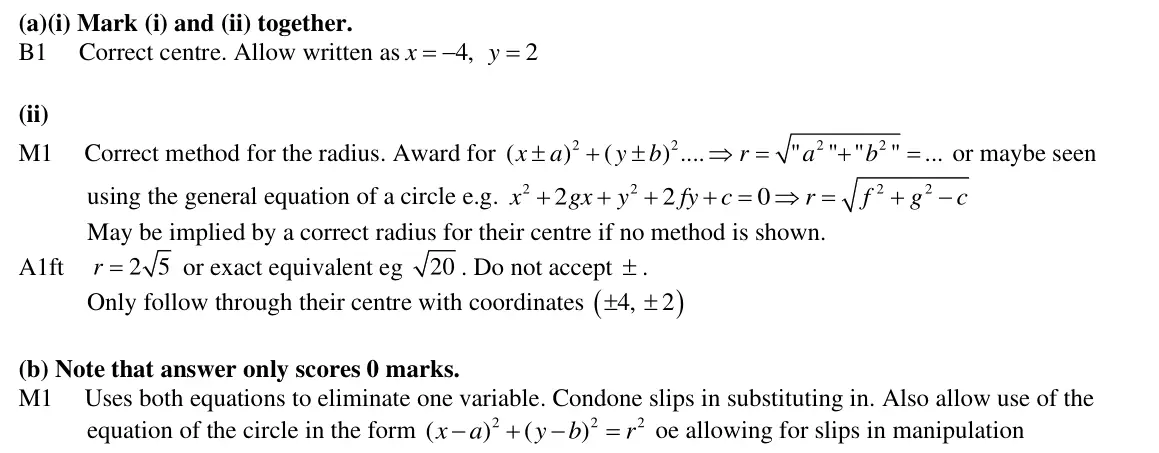 (a)(i) Mark (i) and (ii) together.
B1 Correct centre. Allow written as x = –4, y = 2
(ii)
M1 Correct method for the radius. Award for (x ± a)² + (y ± b)² .... ⇒ r = √("a²"+"b²") = ... or maybe seen
using the general equation of a circle e.g. x² + 2gx + y² + 2fy + c = 0 ⇒ r = √(f² + g² − c)
May be implied by a correct radius for their centre if no method is shown.
A1ft r = 2√5 or exact equivalent eg √20 . Do not accept ± .
Only follow through their centre with coordinates (±4, ±2)
(b) Note that answer only scores 0 marks.
M1 Uses both equations to eliminate one variable. Condone slips in substituting in. Also allow use of the
equation of the circle in the form (x − a)² + (y − b)² = r² oe allowing for slips in manipulation